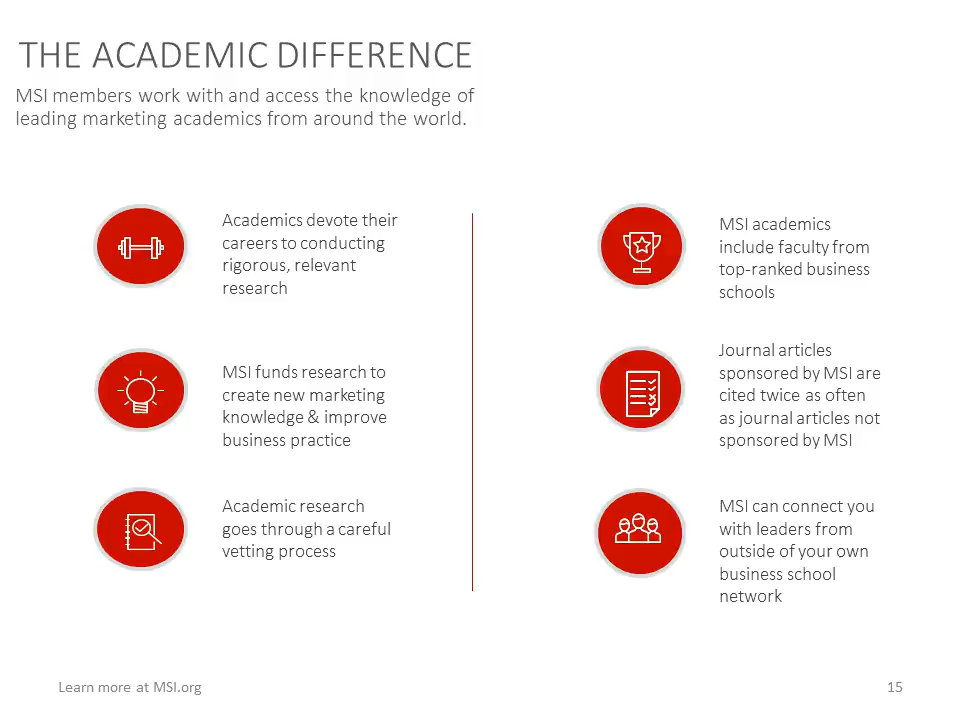 THE ACADEMIC DIFFERENCE
MSI members work with and access the knowledge of
leading marketing academics from around the world.
Academics devote their
careers to conducting
rigorous, relevant
research
MSI funds research to
create new marketing
knowledge & improve
business practice
Academic research
goes through a careful
vetting process
MSI academics
include faculty from
top-ranked business
schools
Journal articles
sponsored by MSI are
cited twice as often
as journal articles not
sponsored by MSI
MSI can connect you
with leaders from
outside of your own
business school
network
Learn more at MSI.org
15